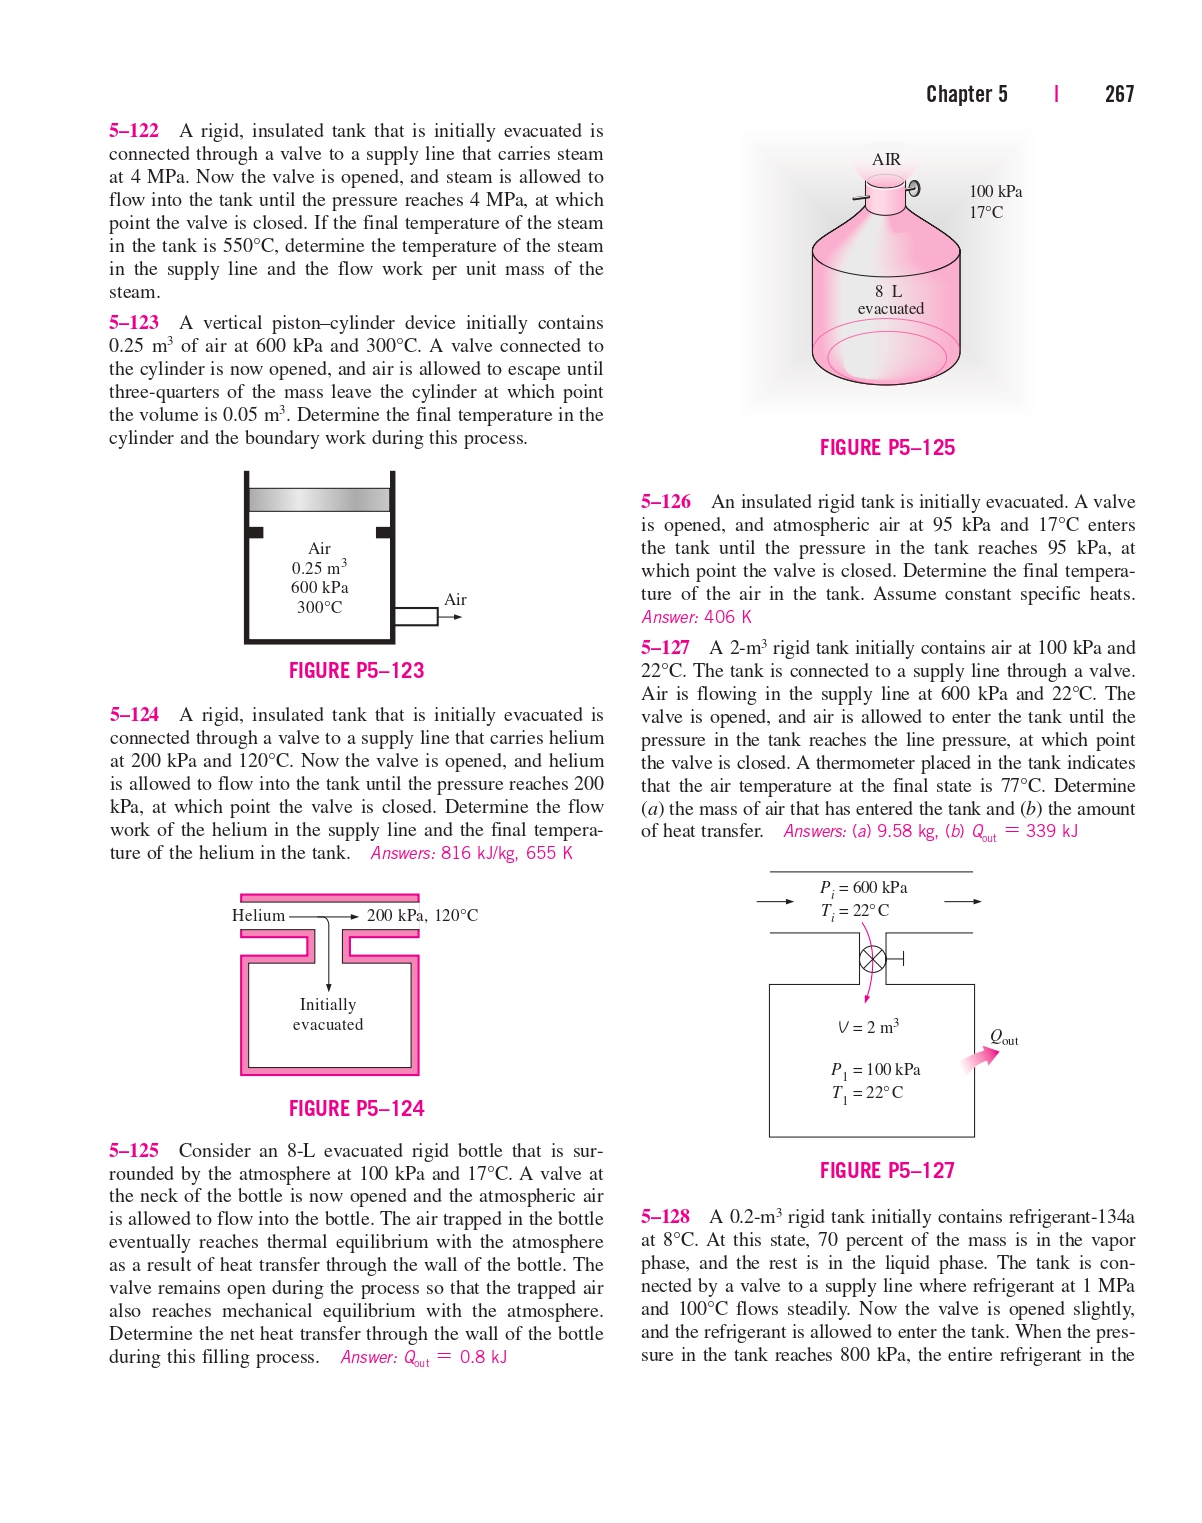 Chapter 5 | 267
5–122 A rigid, insulated tank that is initially evacuated is
connected through a valve to a supply line that carries steam
at 4 MPa. Now the valve is opened, and steam is allowed to
flow into the tank until the pressure reaches 4 MPa, at which
point the valve is closed. If the final temperature of the steam
in the tank is 550°C, determine the temperature of the steam
in the supply line and the flow work per unit mass of the
steam.
5–123 A vertical piston–cylinder device initially contains
0.25 m³ of air at 600 kPa and 300°C. A valve connected to
the cylinder is now opened, and air is allowed to escape until
three-quarters of the mass leave the cylinder at which point
the volume is 0.05 m³. Determine the final temperature in the
cylinder and the boundary work during this process.
Air
0.25 m³
600 kPa
300°C
Air
FIGURE P5–123
5–124 A rigid, insulated tank that is initially evacuated is
connected through a valve to a supply line that carries helium
at 200 kPa and 120°C. Now the valve is opened, and helium
is allowed to flow into the tank until the pressure reaches 200
kPa, at which point the valve is closed. Determine the flow
work of the helium in the supply line and the final tempera-
ture of the helium in the tank. Answers: 816 kJ/kg, 655 K
Helium 200 kPa, 120°C
Initially
evacuated
FIGURE P5–124
5–125 Consider an 8-L evacuated rigid bottle that is sur-
rounded by the atmosphere at 100 kPa and 17°C. A valve at
the neck of the bottle is now opened and the atmospheric air
is allowed to flow into the bottle. The air trapped in the bottle
eventually reaches thermal equilibrium with the atmosphere
as a result of heat transfer through the wall of the bottle. The
valve remains open during the process so that the trapped air
also reaches mechanical equilibrium with the atmosphere.
Determine the net heat transfer through the wall of the bottle
during this filling process. Answer: Qout = 0.8 kJ
AIR
100 kPa
17°C
8 L
evacuated
FIGURE P5–125
5–126 An insulated rigid tank is initially evacuated. A valve
is opened, and atmospheric air at 95 kPa and 17°C enters
the tank until the pressure in the tank reaches 95 kPa, at
which point the valve is closed. Determine the final tempera-
ture of the air in the tank. Assume constant specific heats.
Answer: 406 K
5–127 A 2-m³ rigid tank initially contains air at 100 kPa and
22°C. The tank is connected to a supply line through a valve.
Air is flowing in the supply line at 600 kPa and 22°C. The
valve is opened, and air is allowed to enter the tank until the
pressure in the tank reaches the line pressure, at which point
the valve is closed. A thermometer placed in the tank indicates
that the air temperature at the final state is 77°C. Determine
(a) the mass of air that has entered the tank and (b) the amount
of heat transfer. Answers: (a) 9.58 kg, (b) Qout = 339 kJ
Pi = 600 kPa
Ti = 22°C
V = 2 m³
Qout
P1 = 100 kPa
T1 = 22°C
FIGURE P5–127
5–128 A 0.2-m³ rigid tank initially contains refrigerant-134a
at 8°C. At this state, 70 percent of the mass is in the vapor
phase, and the rest is in the liquid phase. The tank is con-
nected by a valve to a supply line where refrigerant at 1 MPa
and 100°C flows steadily. Now the valve is opened slightly,
and the refrigerant is allowed to enter the tank. When the pres-
sure in the tank reaches 800 kPa, the entire refrigerant in the